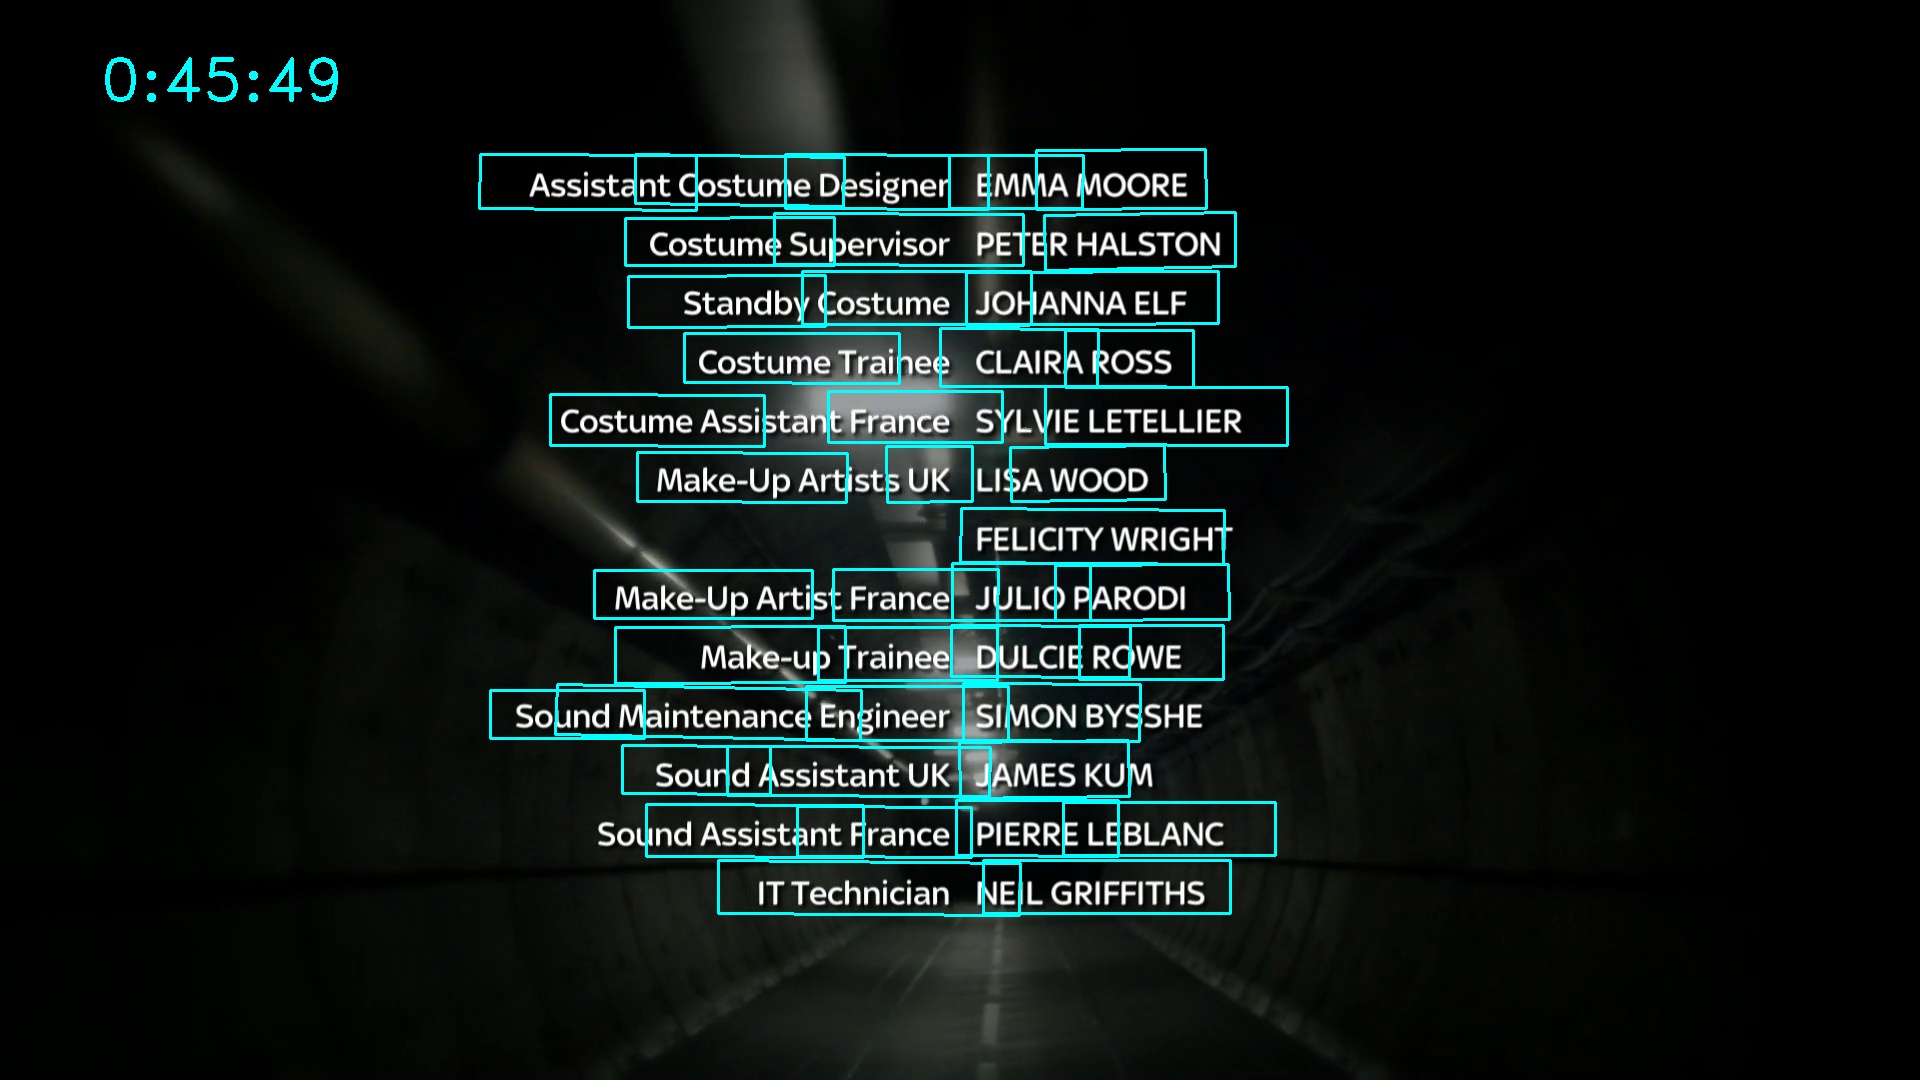 0:45:49
Assistant Costume Designer EMMA MOORE
Costume Supervisor PETER HALSTON
Standby Costume JOHANNA ELF
Costume Trainee CLAIRA ROSS
Costume Assistant France SYLVIE LETELLIER
Make-Up Artists UK LISA WOOD
FELICITY WRIGHT
Make-Up Artist France JULIO PARODI
Make-up Trainee DULCIE ROWE
Sound Maintenance Engineer SIMON BYSSHE
Sound Assistant UK JAMES KUM
Sound Assistant France PIERRE LEBLANC
IT Technician NEIL GRIFFITHS